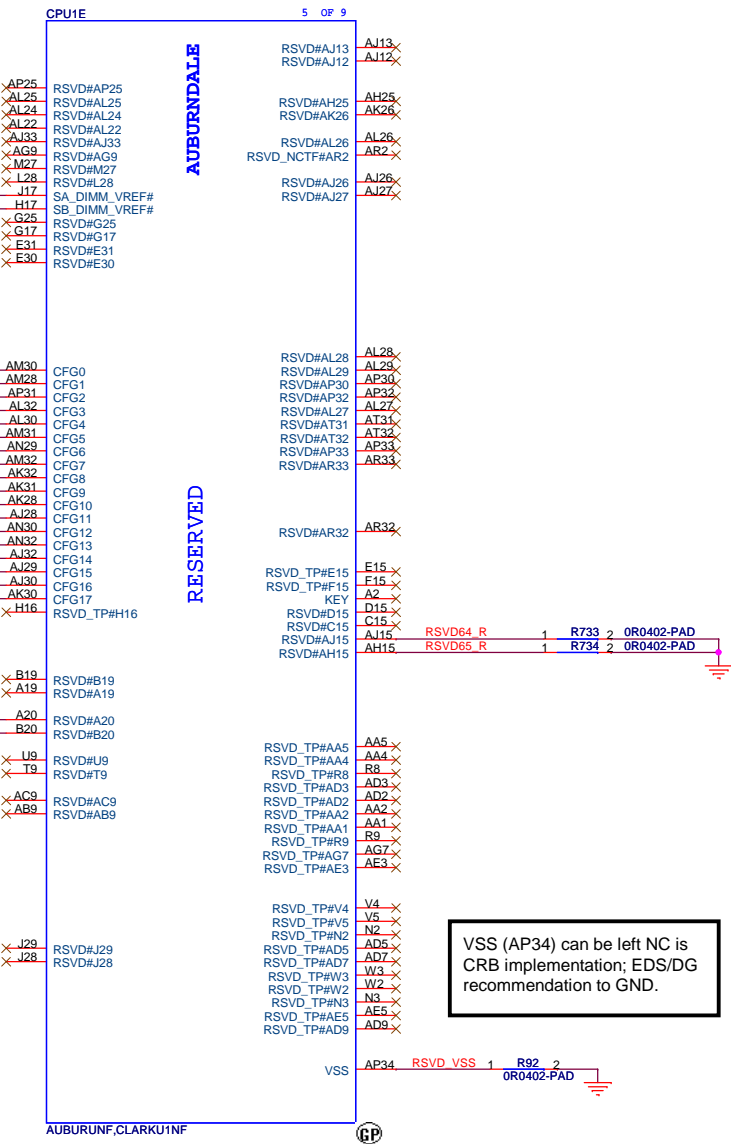 CPU1E
5 OF 9
AUBURNDALE
RESERVED
AP25 RSVD#AP25
AL25 RSVD#AL25
AL24 RSVD#AL24
AL22 RSVD#AL22
AJ33 RSVD#AJ33
AG9 RSVD#AG9
M27 RSVD#M27
L28 RSVD#L28
J17 SA_DIMM_VREF#
H17 SB_DIMM_VREF#
G25 RSVD#G25
G17 RSVD#G17
E31 RSVD#E31
E30 RSVD#E30
AM30 CFG0
AM28 CFG1
AP31 CFG2
AL32 CFG3
AL30 CFG4
AM31 CFG5
AN29 CFG6
AM32 CFG7
AK32 CFG8
AK31 CFG9
AK28 CFG10
AJ28 CFG11
AN30 CFG12
AN32 CFG13
AJ32 CFG14
AJ29 CFG15
AJ30 CFG16
AK30 CFG17
H16 RSVD_TP#H16
B19 RSVD#B19
A19 RSVD#A19
A20 RSVD#A20
B20 RSVD#B20
U9 RSVD#U9
T9 RSVD#T9
AC9 RSVD#AC9
AB9 RSVD#AB9
J29 RSVD#J29
J28 RSVD#J28
RSVD#AJ13 AJ13
RSVD#AJ12 AJ12
RSVD#AH25 AH25
RSVD#AK26 AK26
RSVD#AL26 AL26
RSVD_NCTF#AR2 AR2
RSVD#AJ26 AJ26
RSVD#AJ27 AJ27
RSVD#AL28 AL28
RSVD#AL29 AL29
RSVD#AP30 AP30
RSVD#AP32 AP32
RSVD#AL27 AL27
RSVD#AT31 AT31
RSVD#AT32 AT32
RSVD#AP33 AP33
RSVD#AR33 AR33
RSVD#AR32 AR32
RSVD_TP#E15 E15
RSVD_TP#F15 F15
KEY A2
RSVD#D15 D15
RSVD#C15 C15
RSVD#AJ15 AJ15 RSVD64_R 1 R733 2 0R0402-PAD
RSVD#AH15 AH15 RSVD65_R 1 R734 2 0R0402-PAD
RSVD_TP#AA5 AA5
RSVD_TP#AA4 AA4
RSVD_TP#R8 R8
RSVD_TP#AD3 AD3
RSVD_TP#AD2 AD2
RSVD_TP#AA2 AA2
RSVD_TP#AA1 AA1
RSVD_TP#R9 R9
RSVD_TP#AG7 AG7
RSVD_TP#AE3 AE3
RSVD_TP#V4 V4
RSVD_TP#V5 V5
RSVD_TP#N2 N2
RSVD_TP#AD5 AD5
RSVD_TP#AD7 AD7
RSVD_TP#W3 W3
RSVD_TP#W2 W2
RSVD_TP#N3 N3
RSVD_TP#AE5 AE5
RSVD_TP#AD9 AD9
VSS (AP34) can be left NC is
CRB implementation; EDS/DG
recommendation to GND.
VSS AP34 RSVD_VSS 1 R92 2
0R0402-PAD
AUBURUNF,CLARKU1NF
GP